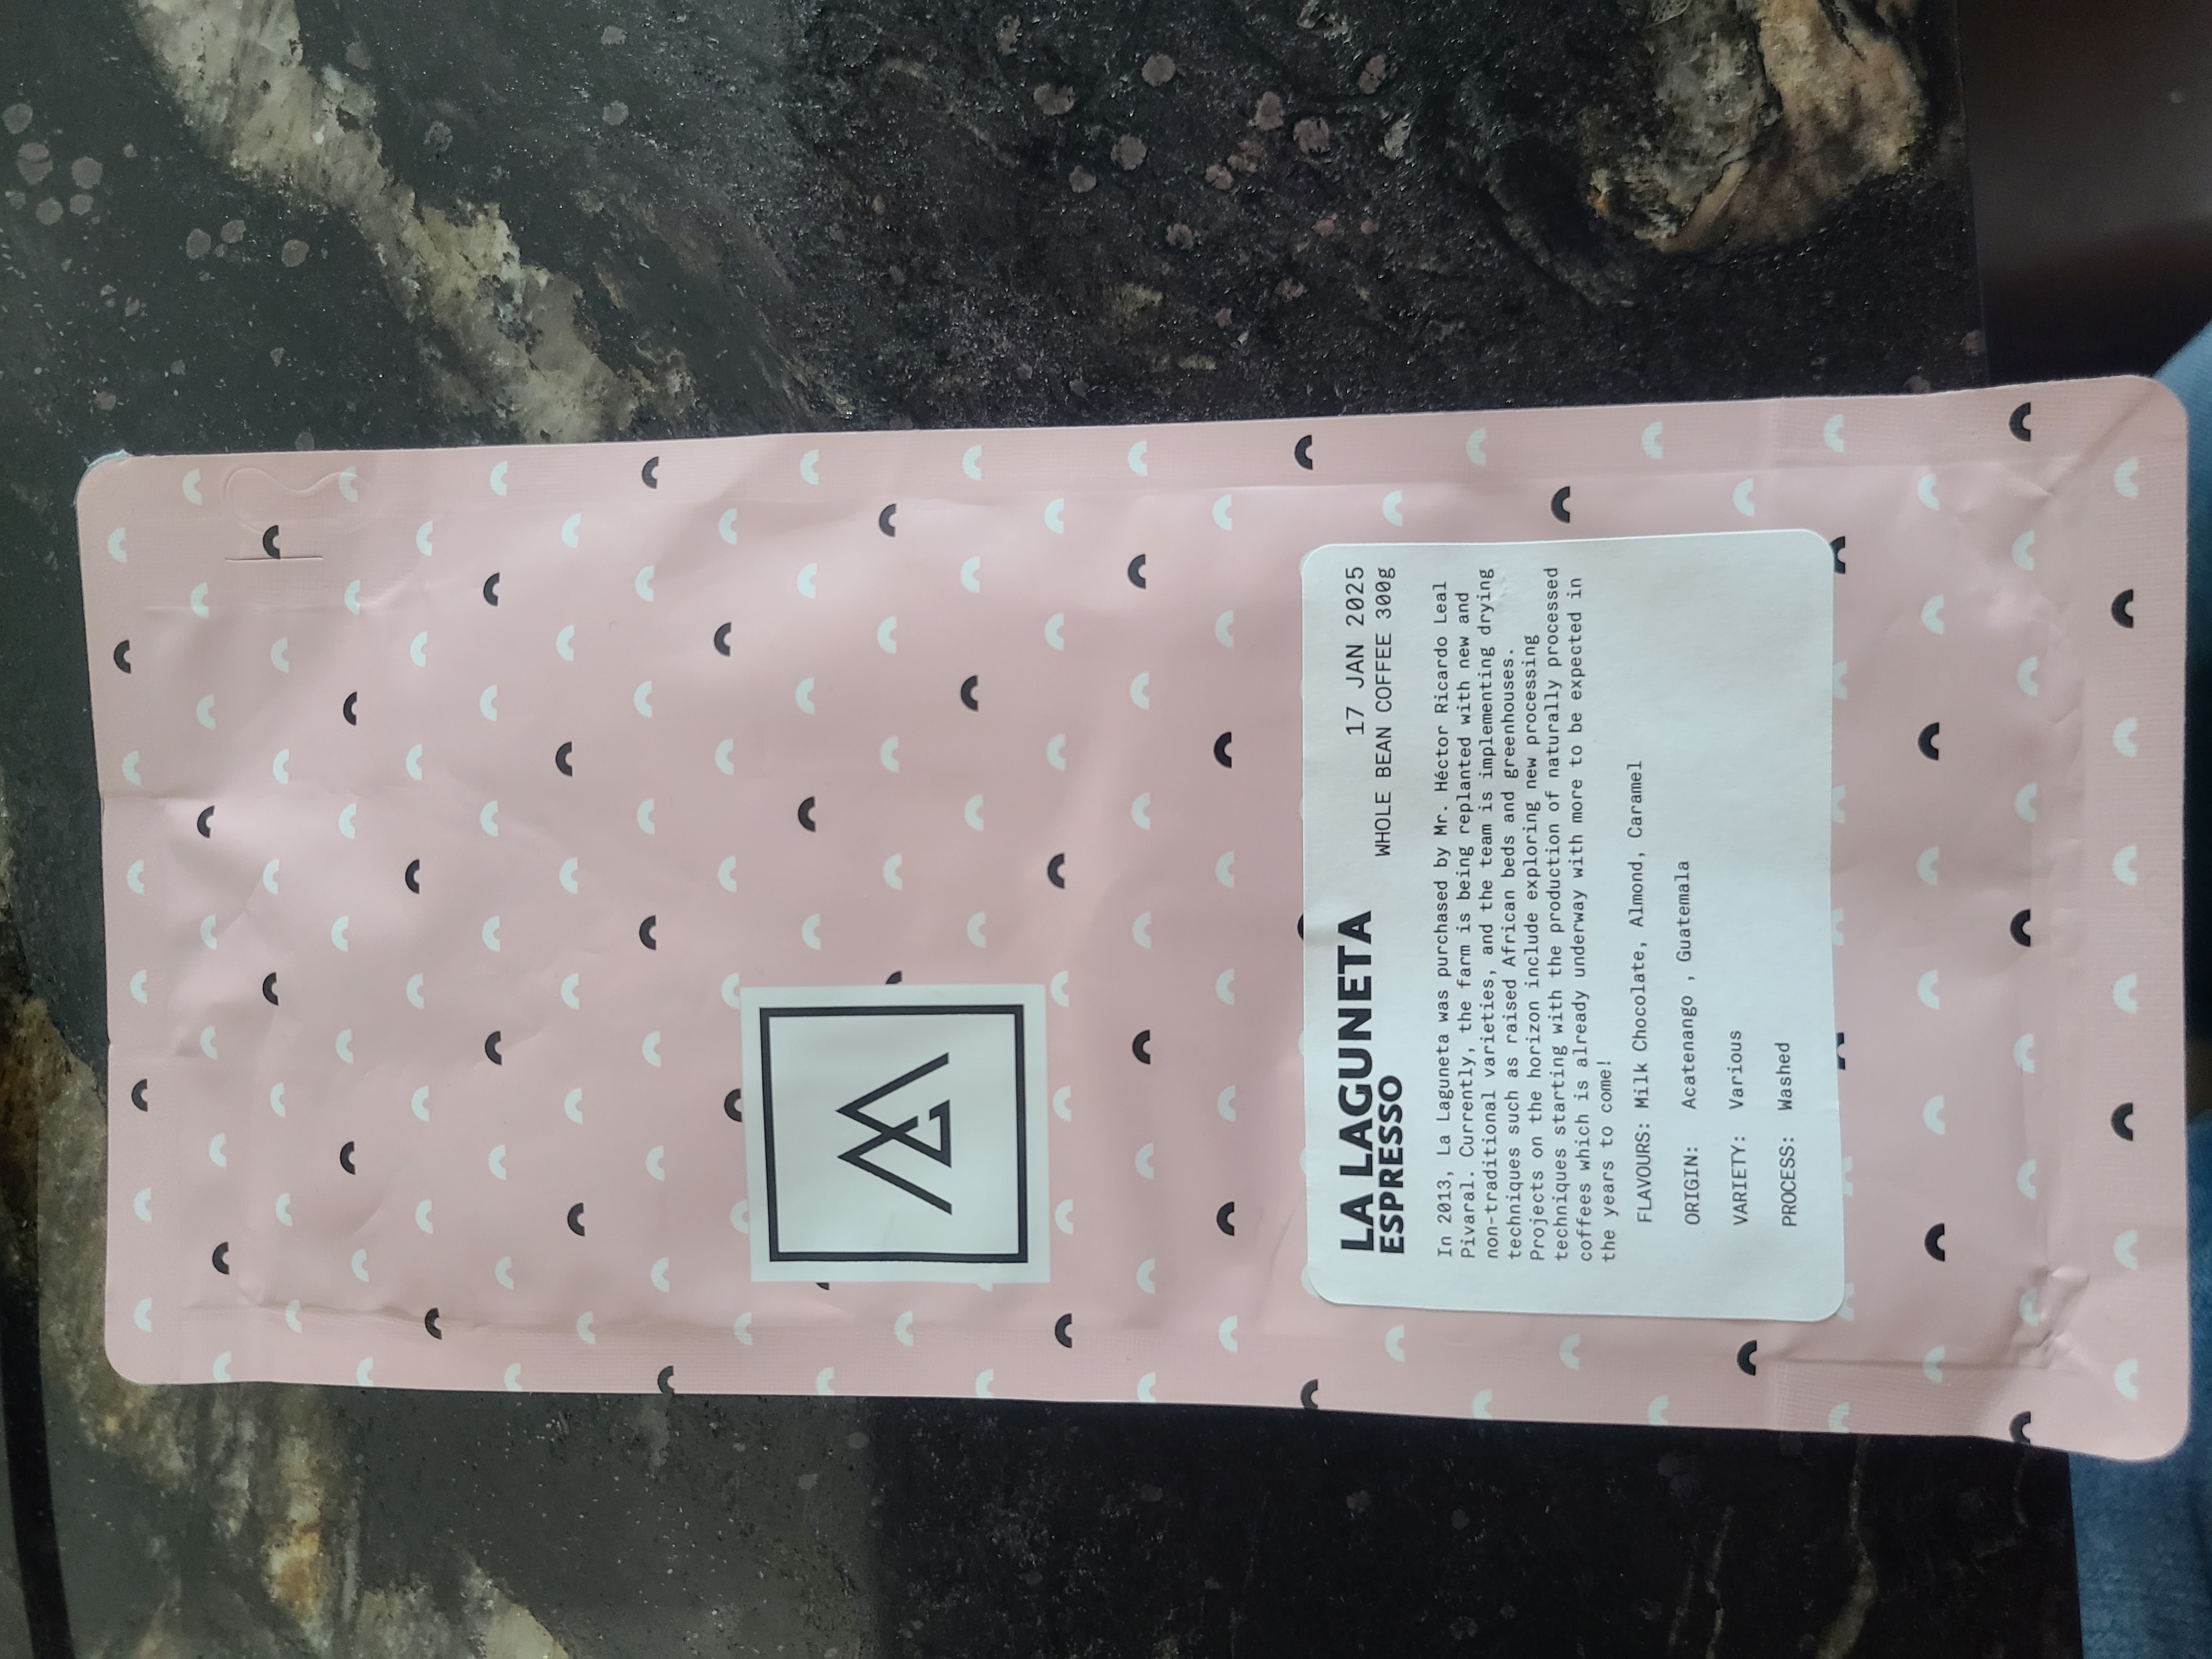 LA LAGUNETA
17 JAN 2025
ESPRESSO
WHOLE BEAN COFFEE 300g
In 2013, La Laguneta was purchased by Mr. Héctor Ricardo Leal
Pivaral. Currently, the farm is being replanted with new and
non-traditional varieties, and the team is implementing drying
techniques such as raised African beds and greenhouses.
Projects on the horizon include exploring new processing
techniques starting with the production of naturally processed
coffees which is already underway with more to be expected in
the years to come!
FLAVOURS: Milk Chocolate, Almond, Caramel
ORIGIN: Acatenango , Guatemala
VARIETY: Various
PROCESS: Washed